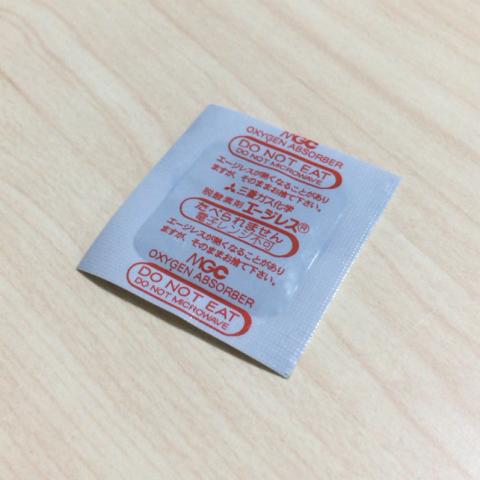 MGC
OXYGEN ABSORBER
DO NOT EAT
DO NOT MICROWAVE
エージレスが熱くなることがあり
ますが、そのままお捨て下さい。
三菱ガス化学
脱酸素剤 エージレス®
たべられません
電子レンジ不可
エージレスが熱くなることがあり
ますが、そのままお捨て下さい。
MGC
OXYGEN ABSORBER
DO NOT EAT
DO NOT MICROWAVE